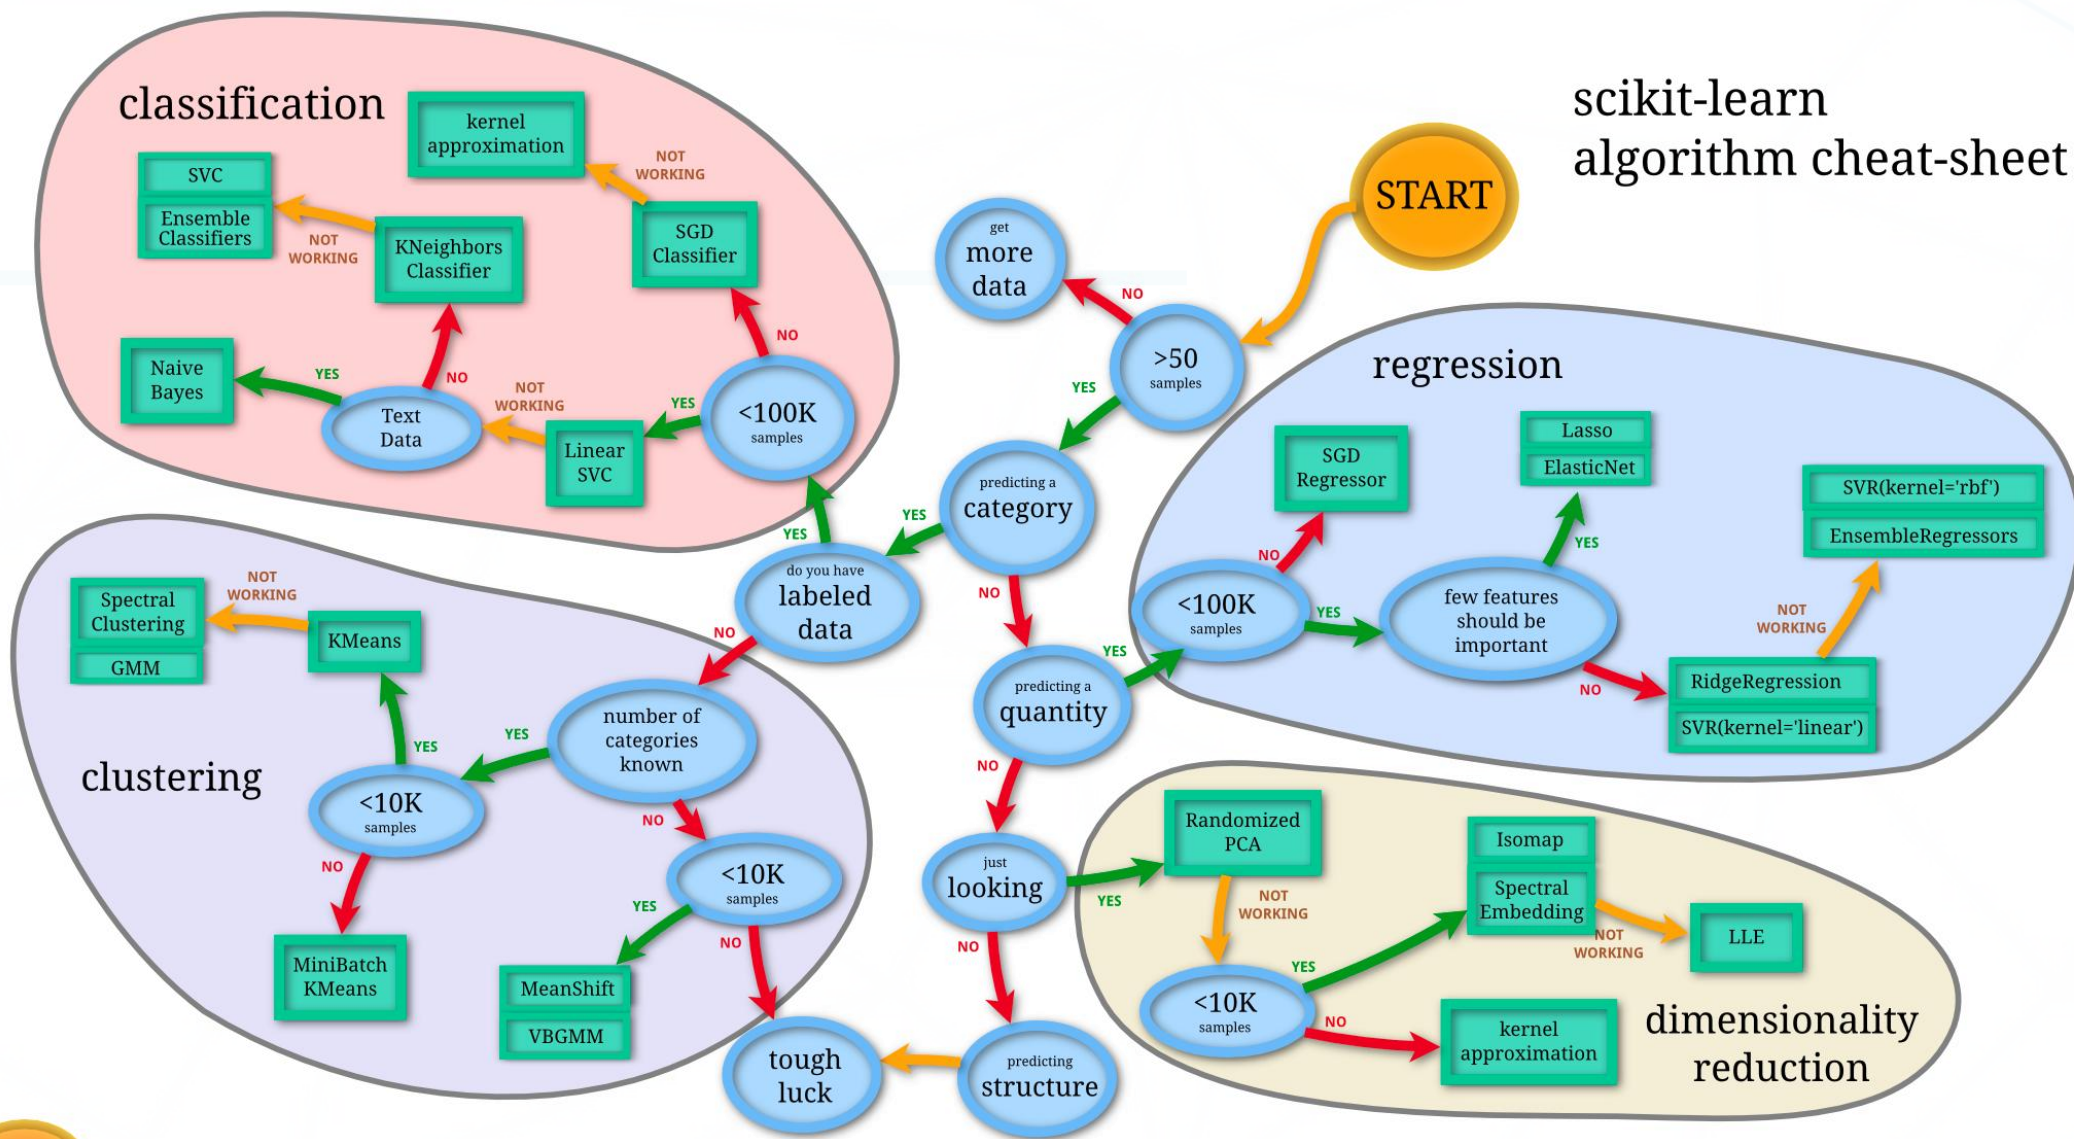 scikit-learn
algorithm cheat-sheet
START
>50
samples
NO
get
more
data
YES
predicting a
category
YES
do you have
labeled
data
YES
NO
NO
predicting a
quantity
YES
NO
just
looking
YES
NO
predicting
structure
tough
luck
classification
kernel
approximation
NOT
WORKING
SGD
Classifier
NO
<100K
samples
YES
Linear
SVC
NOT
WORKING
Text
Data
YES
Naive
Bayes
NO
KNeighbors
Classifier
NOT
WORKING
SVC
Ensemble
Classifiers
clustering
number of
categories
known
YES
<10K
samples
YES
KMeans
NOT
WORKING
Spectral
Clustering
GMM
NO
MiniBatch
KMeans
NO
<10K
samples
YES
MeanShift
VBGMM
NO
regression
<100K
samples
NO
SGD
Regressor
YES
few features
should be
important
YES
Lasso
ElasticNet
NO
RidgeRegression
SVR(kernel='linear')
NOT
WORKING
SVR(kernel='rbf')
EnsembleRegressors
dimensionality
reduction
Randomized
PCA
NOT
WORKING
<10K
samples
YES
Isomap
Spectral
Embedding
NOT
WORKING
LLE
NO
kernel
approximation